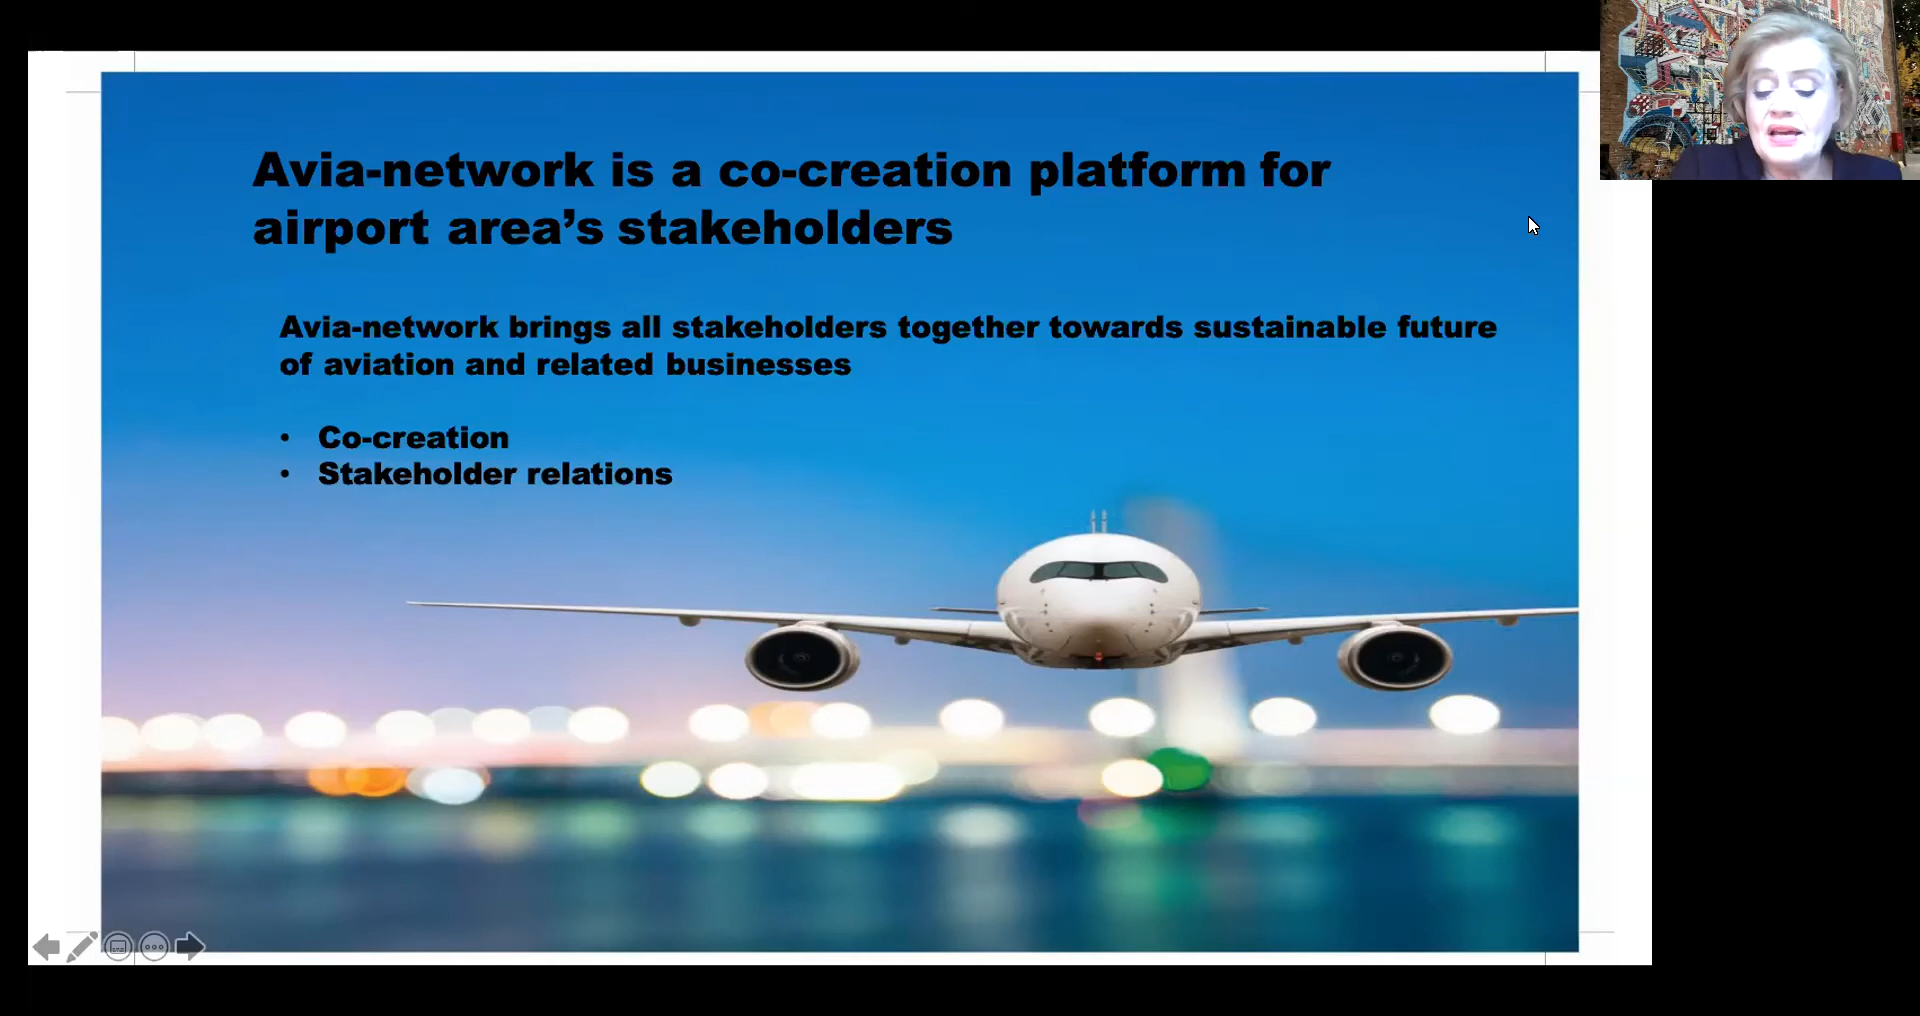 Avia-network is a co-creation platform for
airport area’s stakeholders
Avia-network brings all stakeholders together towards sustainable future
of aviation and related businesses
• Co-creation
• Stakeholder relations